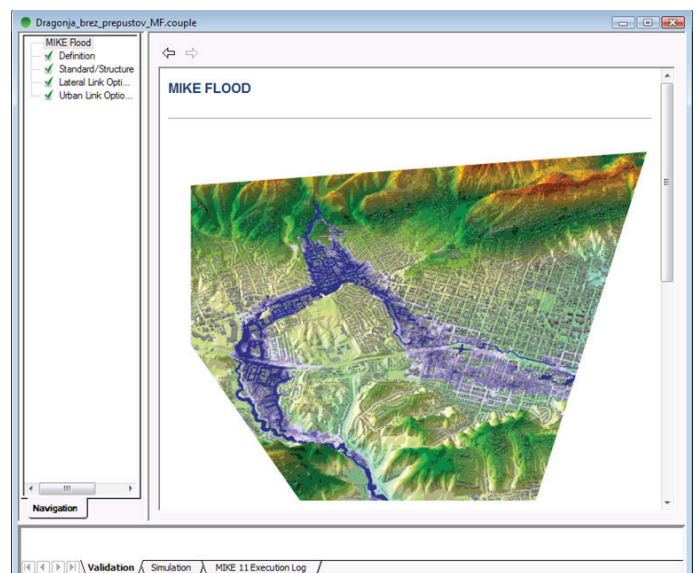 Dragonja_brez_prepustov_MF.couple
MIKE Flood
Definition
Standard/Structure
Lateral Link Opti...
Urban Link Optio...
MIKE FLOOD
Navigation
Validation
Simulation
MIKE 11 Execution Log